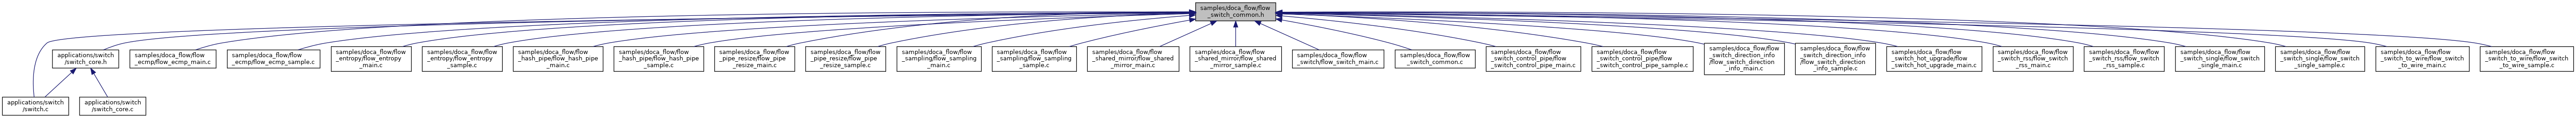 samples/doca_flow/flow
_switch_common.h
applications/switch
/switch_core.h
samples/doca_flow/flow
_ecmp/flow_ecmp_main.c
samples/doca_flow/flow
_ecmp/flow_ecmp_sample.c
samples/doca_flow/flow
_entropy/flow_entropy
_main.c
samples/doca_flow/flow
_entropy/flow_entropy
_sample.c
samples/doca_flow/flow
_hash_pipe/flow_hash_pipe
_main.c
samples/doca_flow/flow
_hash_pipe/flow_hash_pipe
_sample.c
samples/doca_flow/flow
_pipe_resize/flow_pipe
_resize_main.c
samples/doca_flow/flow
_pipe_resize/flow_pipe
_resize_sample.c
samples/doca_flow/flow
_sampling/flow_sampling
_main.c
samples/doca_flow/flow
_sampling/flow_sampling
_sample.c
samples/doca_flow/flow
_shared_mirror/flow_shared
_mirror_main.c
samples/doca_flow/flow
_shared_mirror/flow_shared
_mirror_sample.c
samples/doca_flow/flow
_switch/flow_switch_main.c
samples/doca_flow/flow
_switch_common.c
samples/doca_flow/flow
_switch_control_pipe/flow
_switch_control_pipe_main.c
samples/doca_flow/flow
_switch_control_pipe/flow
_switch_control_pipe_sample.c
samples/doca_flow/flow
_switch_direction_info
/flow_switch_direction
_info_main.c
samples/doca_flow/flow
_switch_direction_info
/flow_switch_direction
_info_sample.c
samples/doca_flow/flow
_switch_hot_upgrade/flow
_switch_hot_upgrade_main.c
samples/doca_flow/flow
_switch_rss/flow_switch
_rss_main.c
samples/doca_flow/flow
_switch_rss/flow_switch
_rss_sample.c
samples/doca_flow/flow
_switch_single/flow_switch
_single_main.c
samples/doca_flow/flow
_switch_single/flow_switch
_single_sample.c
samples/doca_flow/flow
_switch_to_wire/flow_switch
_to_wire_main.c
samples/doca_flow/flow
_switch_to_wire/flow_switch
_to_wire_sample.c
applications/switch
/switch.c
applications/switch
/switch_core.c